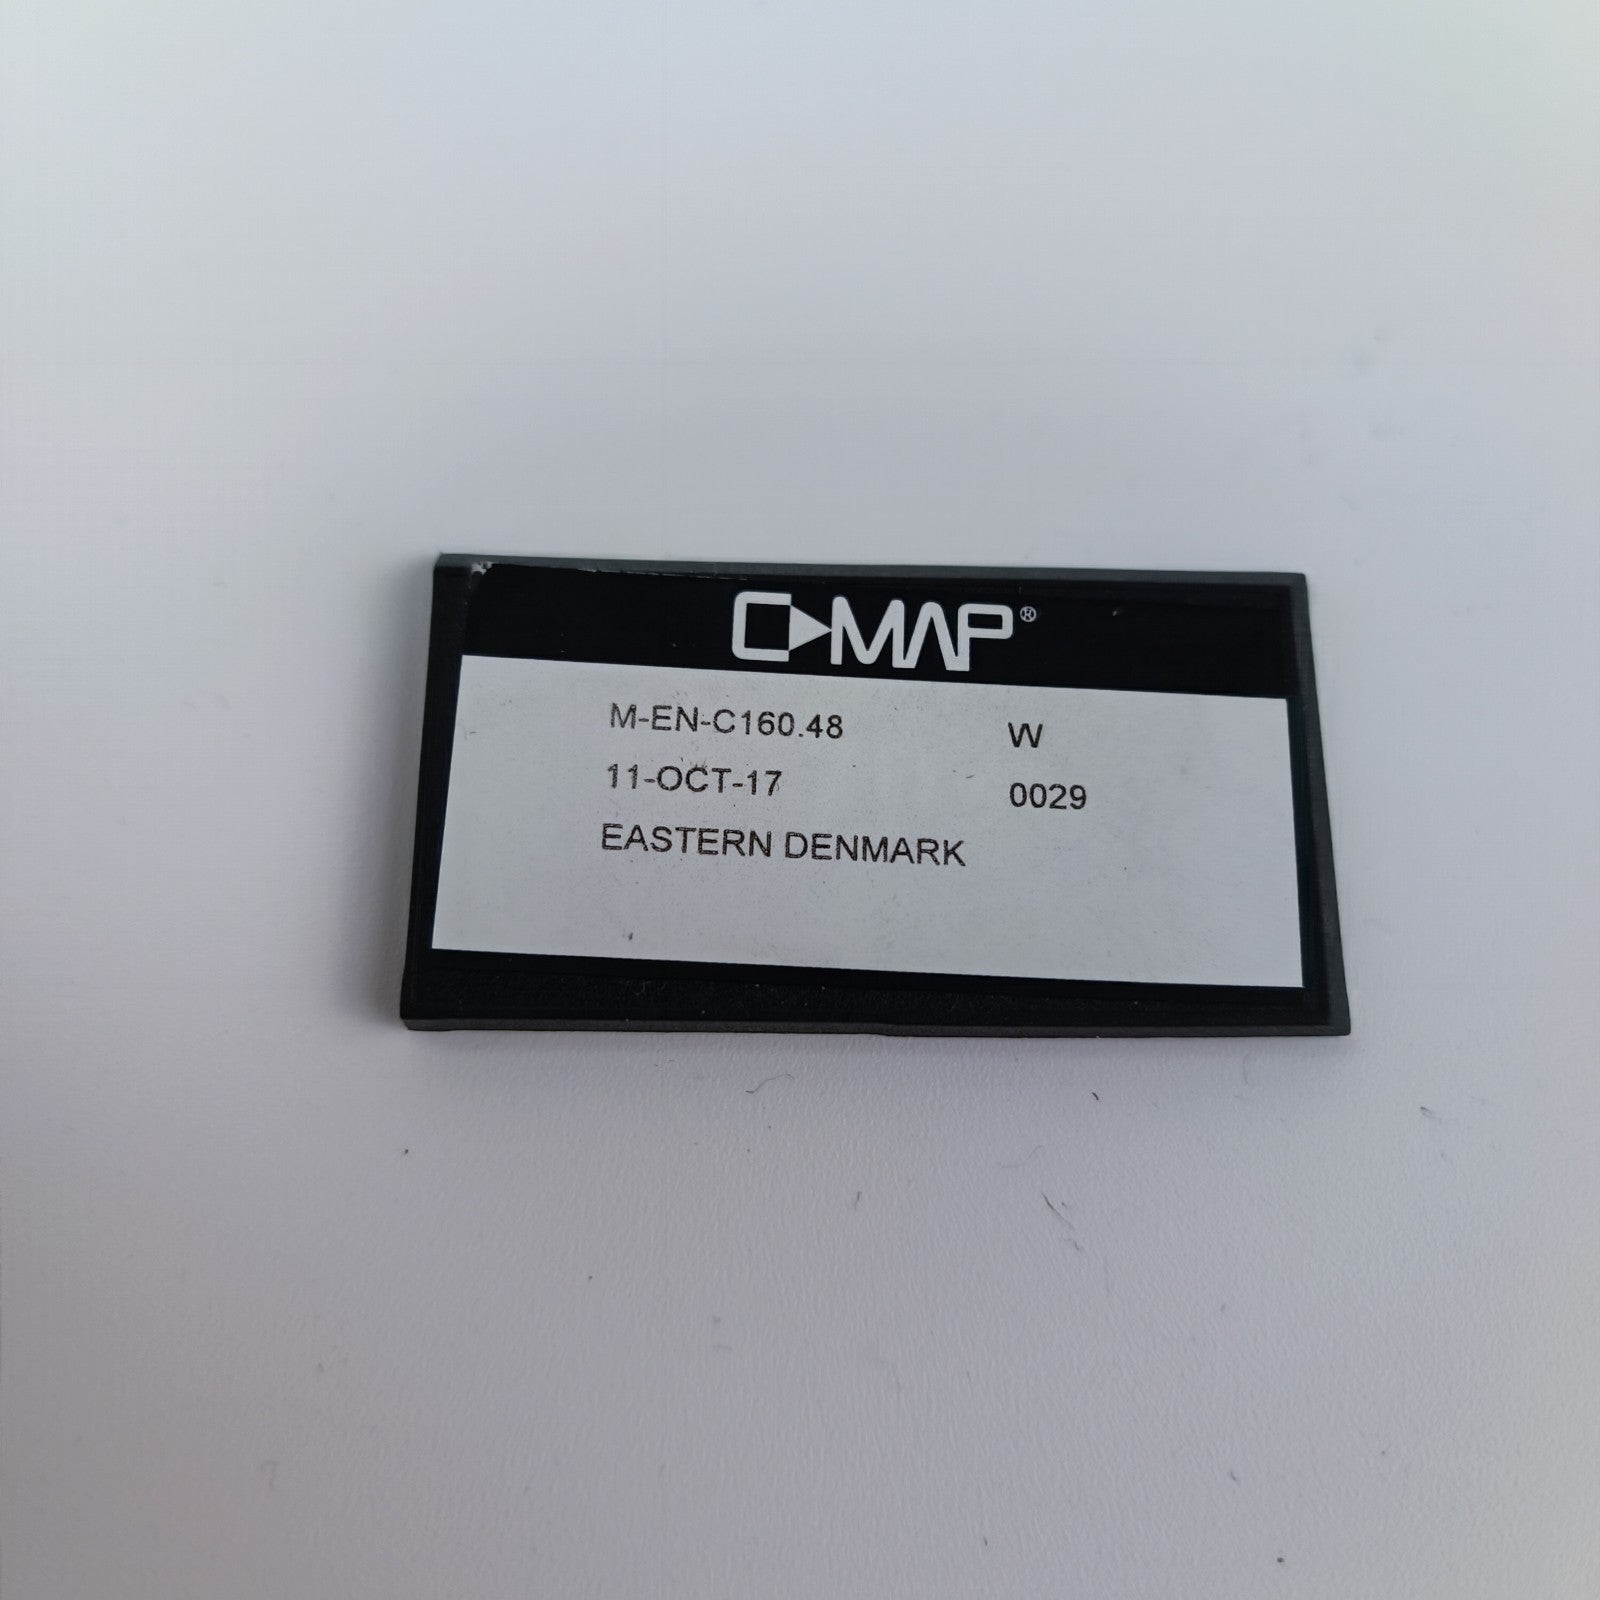 C-MAP®
M-EN-C160.48 W
11-OCT-17 0029
EASTERN DENMARK